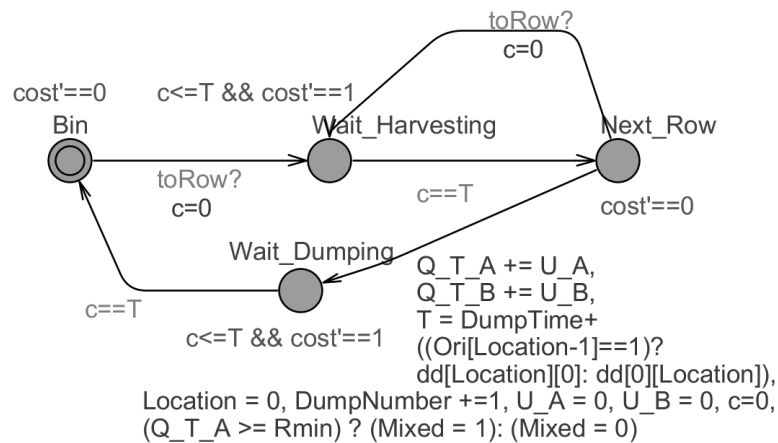 toRow?
c=0
cost'==0
c<=T && cost'==1
Bin
Wait_Harvesting
Next_Row
toRow?
c=0
c==T
cost'==0
Wait_Dumping
c==T
c<=T && cost'==1
Q_T_A += U_A,
Q_T_B += U_B,
T = DumpTime+
((Ori[Location-1]==1)?
dd[Location][0]: dd[0][Location]),
Location = 0, DumpNumber +=1, U_A = 0, U_B = 0, c=0,
(Q_T_A >= Rmin) ? (Mixed = 1): (Mixed = 0)